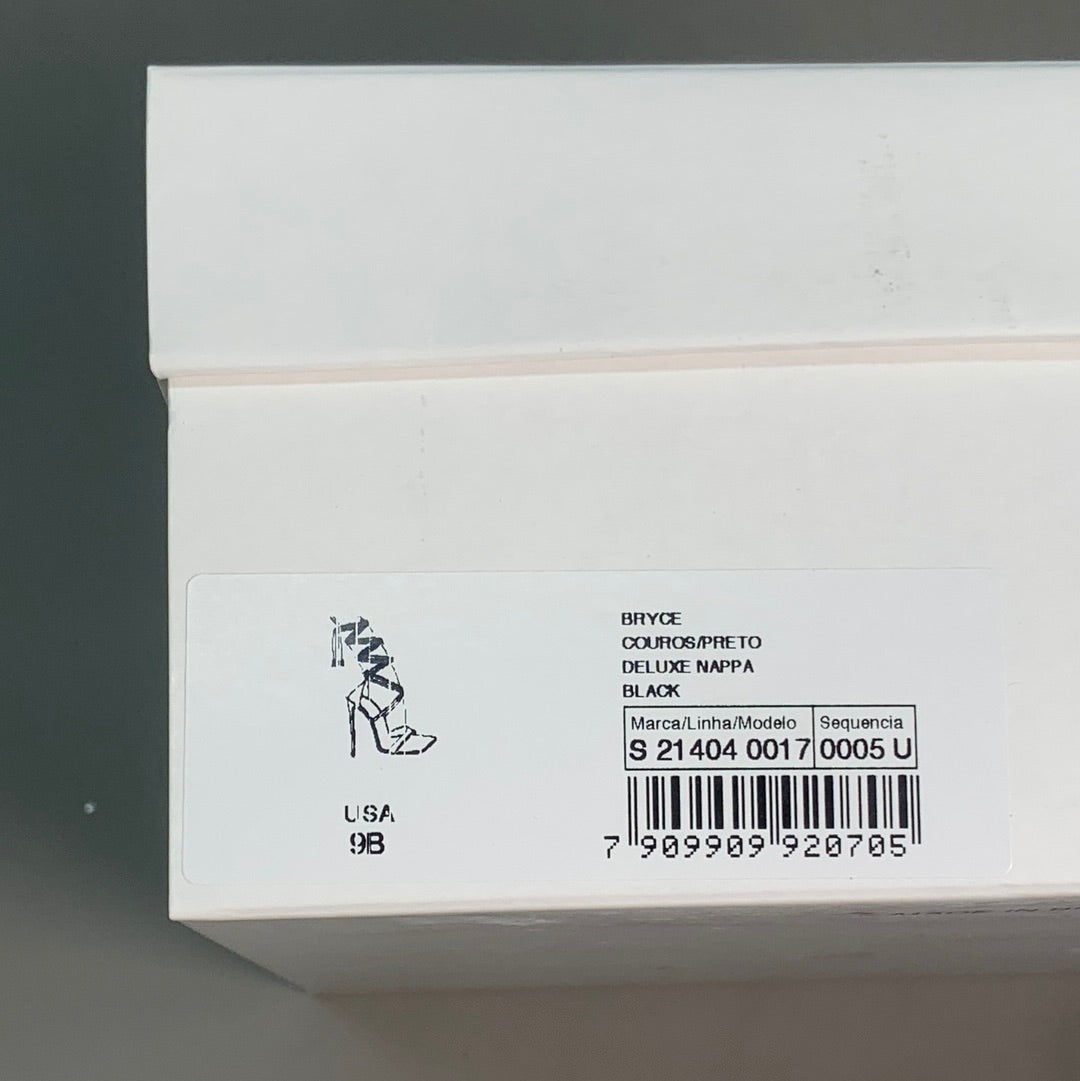 BRYCE
COUROS/PRETO
DELUXE NAPPA
BLACK
Marca/Linha/Modelo Sequencia
S 21404 0017 0005 U
7 909909 920705
USA
9B